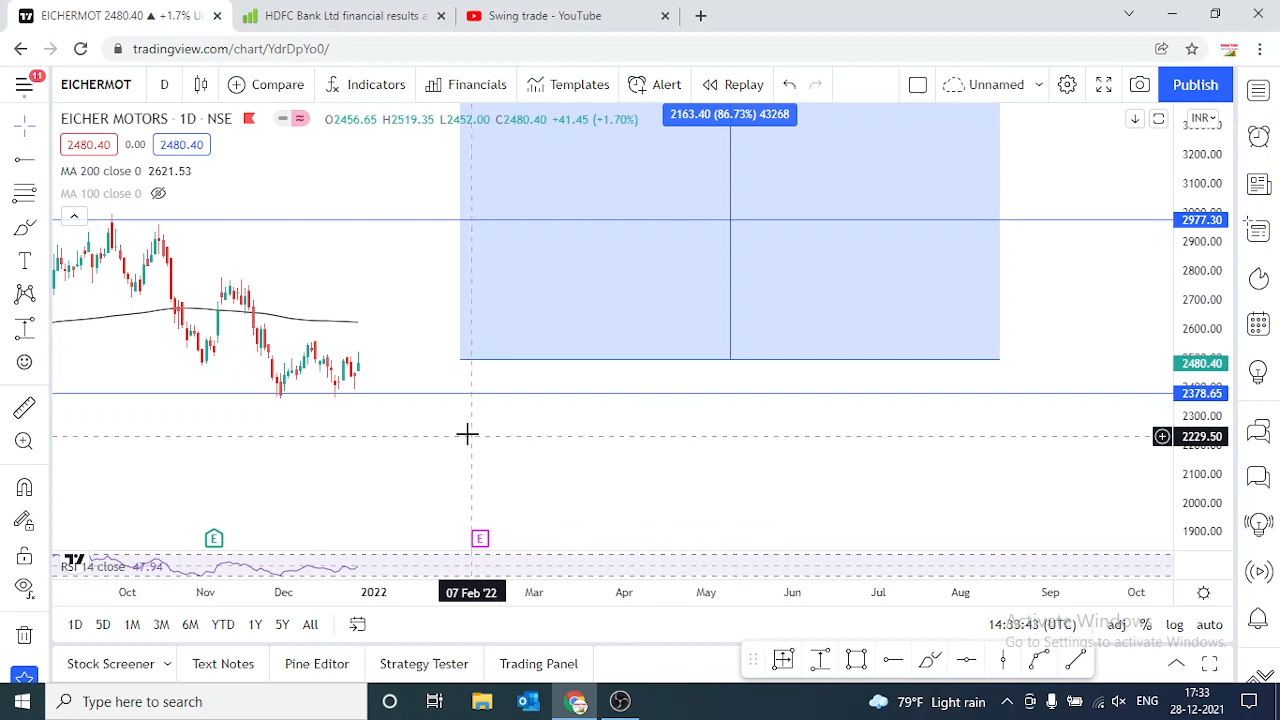 EICHERMOT 2480.40 ▲ +1.7% U
HDFC Bank Ltd financial results a
Swing trade - YouTube
tradingview.com/chart/YdrDpYo0/
11
EICHERMOT
D
Compare
Indicators
Financials
Templates
Alert
Replay
Unnamed
Publish
EICHER MOTORS · 1D · NSE
O2456.65 H2519.35 L2452.00 C2480.40 +41.45 (+1.70%)
2163.40 (86.73%) 43268
INR
2480.40
0.00
2480.40
MA 200 close 0 2621.53
MA 100 close 0
3200.00
3100.00
2977.30
2900.00
2800.00
2700.00
2600.00
2480.40
2378.65
2300.00
2229.50
2100.00
2000.00
1900.00
E
E
RSI 14 close 47.94
Oct
Nov
Dec
2022
07 Feb '22
Mar
Apr
May
Jun
Jul
Aug
Sep
Oct
1D 5D 1M 3M 6M YTD 1Y 5Y All
14:33:43 (UTC)
adj % log auto
Activate Windows
Go to Settings to activate Windows.
Stock Screener
Text Notes
Pine Editor
Strategy Tester
Trading Panel
Type here to search
79°F Light rain
ENG
17:33
28-12-2021